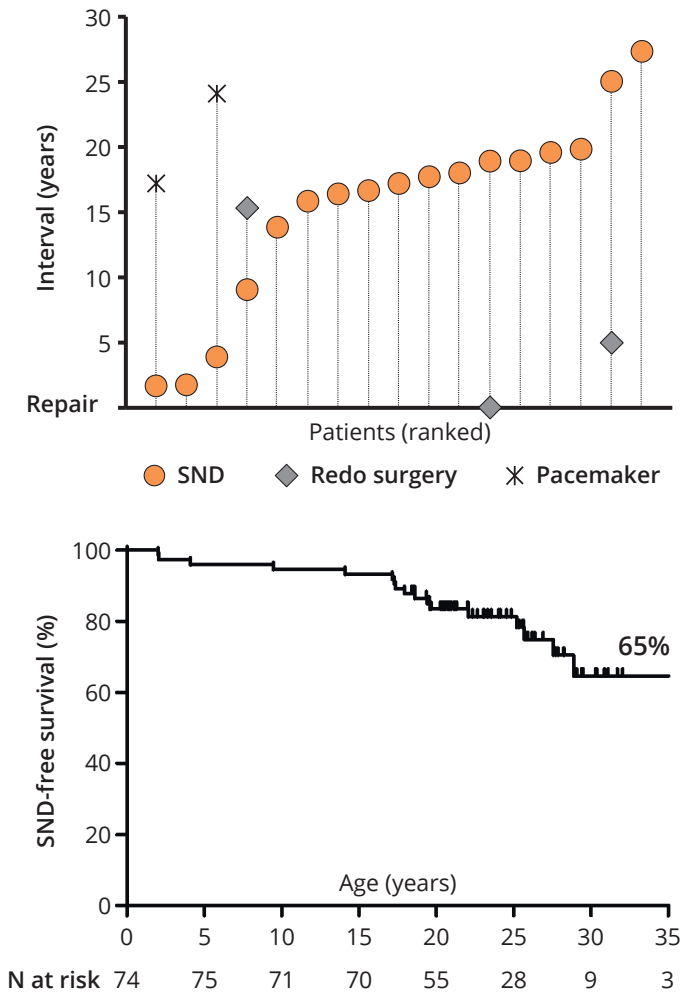 30
25
20
15
10
5
Repair
Interval (years)
Patients (ranked)
SND Redo surgery Pacemaker
100
80
60
40
20
0
SND-free survival (%)
65%
Age (years)
0 5 10 15 20 25 30 35
N at risk 74 75 71 70 55 28 9 3